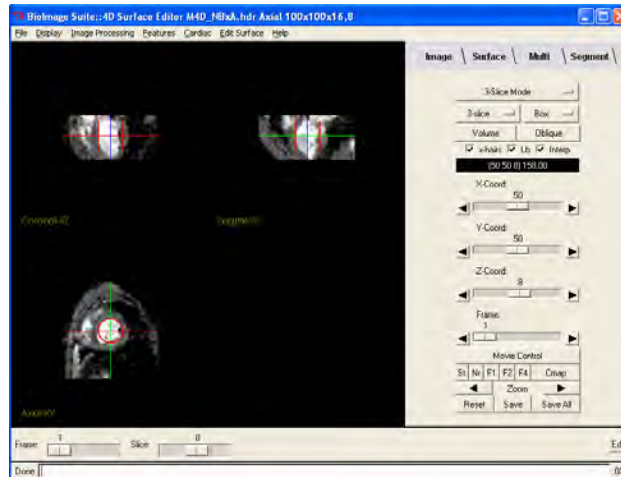 BioImage Suite::4D Surface Editor M4D_NBxA.hdr Axial 100x100x16,8
File Display Image Processing Features Cardiac Edit Surface Help
Image Surface Multi Segment
3-Slice Mode
3-slice Box
Volume Oblique
x-hairs Lb Interp
(50 50 8) 158.00
X-Coord:
50
Y-Coord:
50
Z-Coord:
8
Frame:
1
Movie Control
St Nr F1 F2 F4 Cmap
Zoom
Reset Save Save All
Coronal-XZ
Axial-XY
Frame: 1 Slice: 8
Done